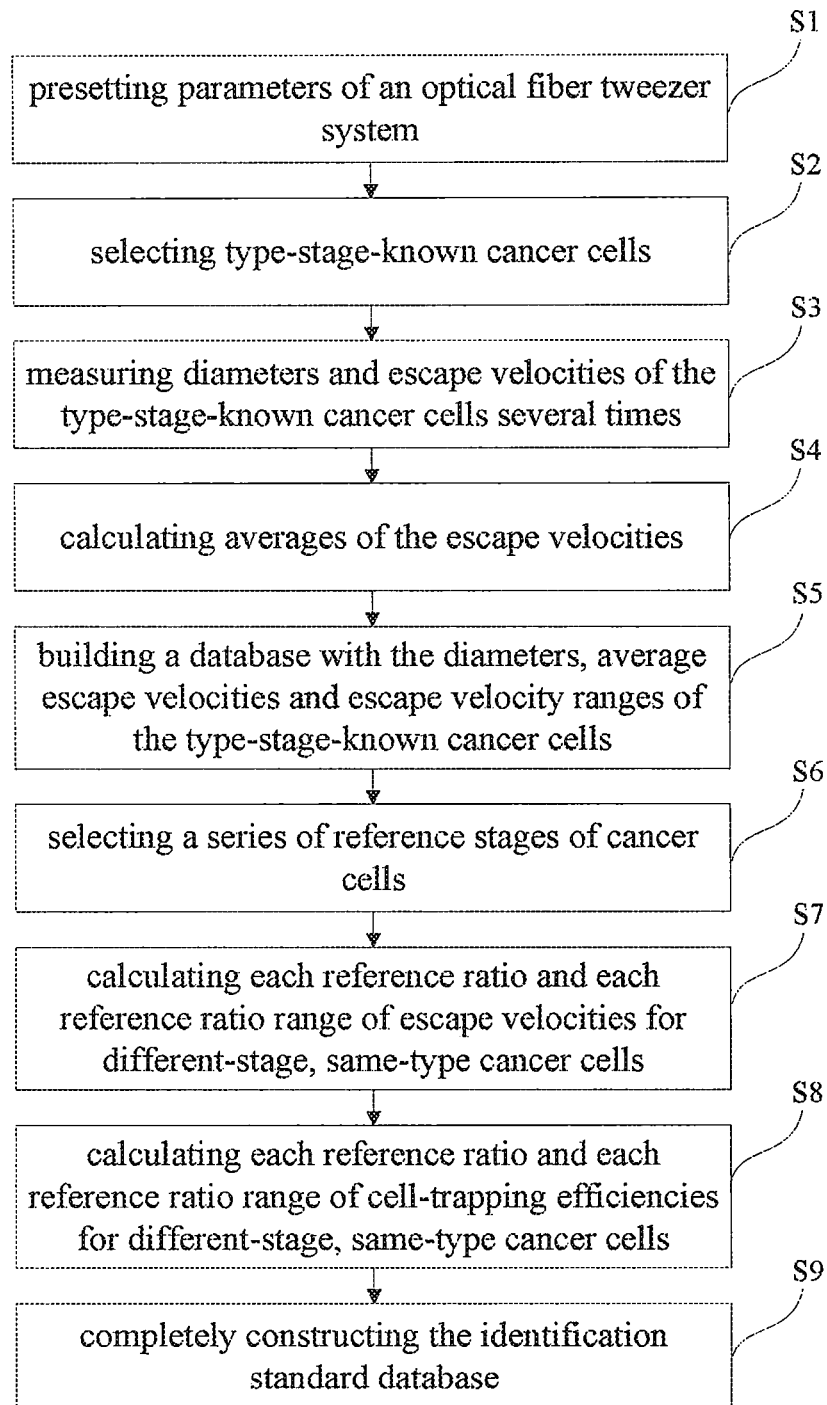 S1
presetting parameters of an optical fiber tweezer
system
S2
selecting type-stage-known cancer cells
S3
measuring diameters and escape velocities of the
type-stage-known cancer cells several times
S4
calculating averages of the escape velocities
S5
building a database with the diameters, average
escape velocities and escape velocity ranges of
the type-stage-known cancer cells
S6
selecting a series of reference stages of cancer
cells
S7
calculating each reference ratio and each
reference ratio range of escape velocities for
different-stage, same-type cancer cells
S8
calculating each reference ratio and each
reference ratio range of cell-trapping efficiencies
for different-stage, same-type cancer cells
S9
completely constructing the identification
standard database